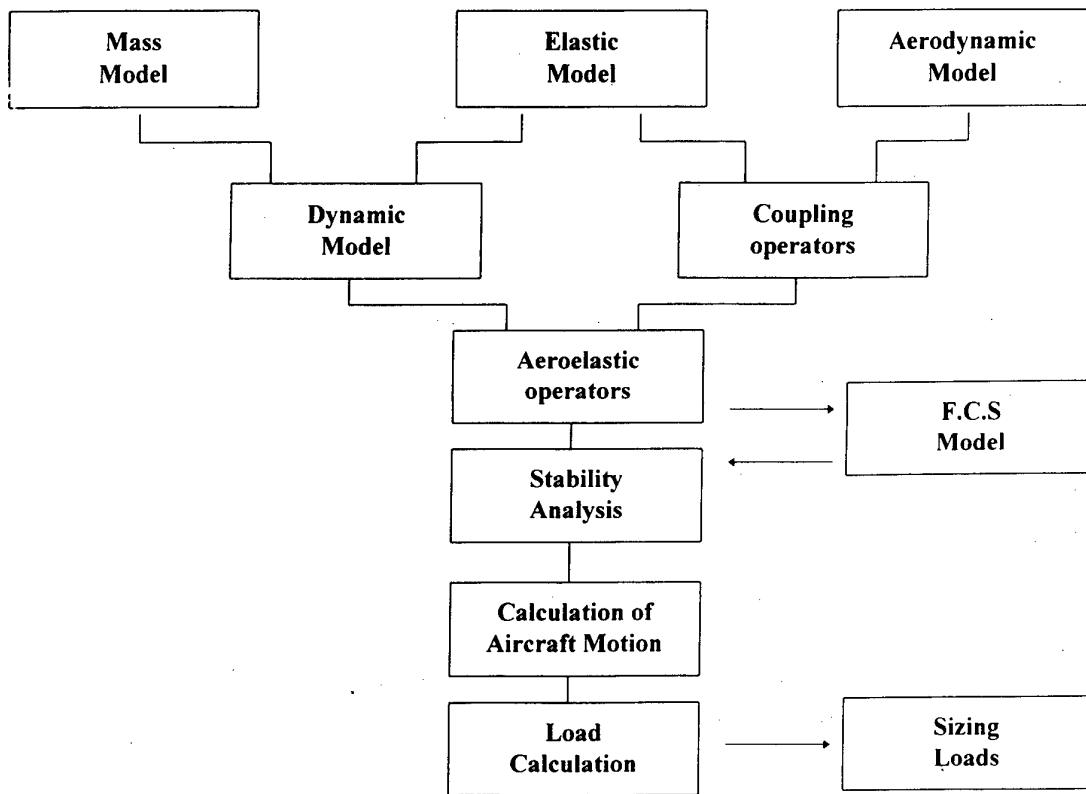 Mass
Model
Elastic
Model
Aerodynamic
Model
Dynamic
Model
Coupling
operators
Aeroelastic
operators
F.C.S
Model
Stability
Analysis
Calculation of
Aircraft Motion
Load
Calculation
Sizing
Loads